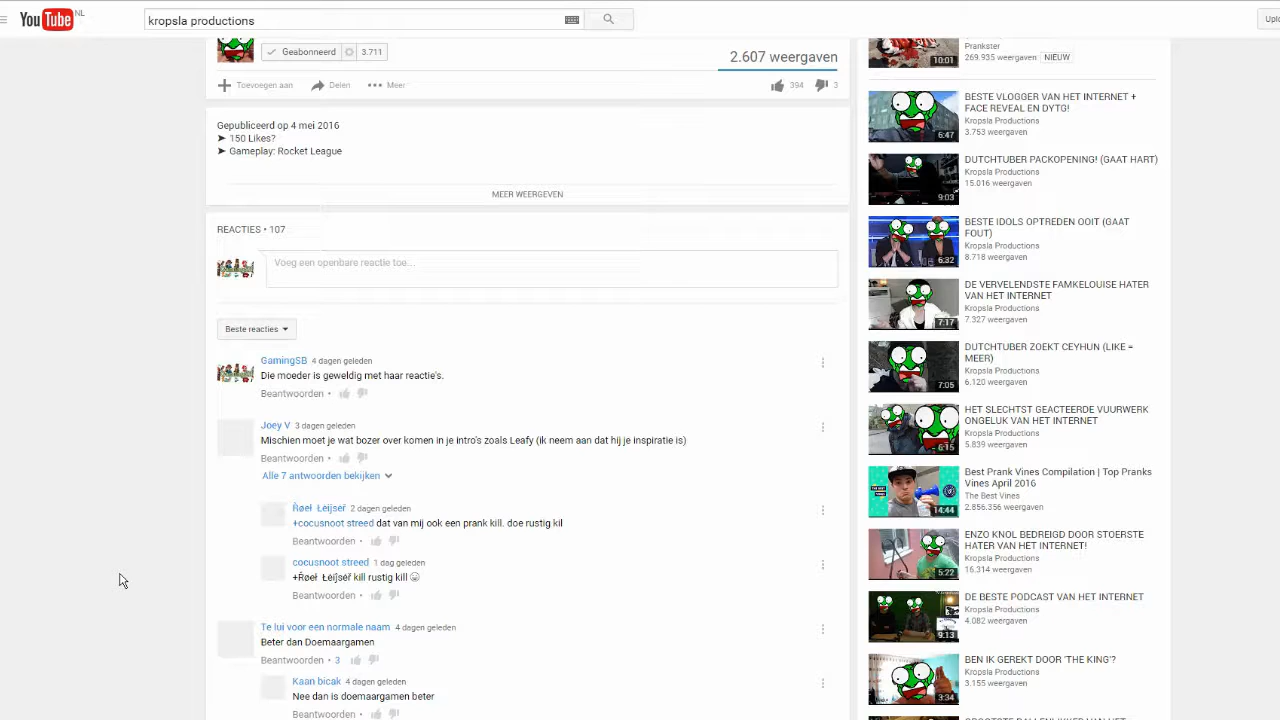 YouTube NL
kropsla productions
Geabonneerd 3.711
2.607 weergaven
Toevoegen aan Delen Meer
394 3
Gepubliceerd op 4 mei 2016
➤ 150 Likes?
➤ Gameplay: Rocket League
MEER WEERGEVEN
REACTIES • 107
Voeg een openbare reactie toe...
Beste reacties
GamingSB 4 dagen geleden
Die moeder is geweldig met haar reactie's.
Beantwoorden •
Joey V 3 dagen geleden
je moet wat bozer over komen in je intro's zoals Leafy (ik neem aan dat hij je inspiratie is)
Beantwoorden •
Alle 7 antwoorden bekijken
2 dagen geleden
streed dat van mij ook een prank kill. doe rustig kil
Beantwoorden •
streed 1 dag geleden
kill rustig kill
Beantwoorden •
Te lui voor een normale naam 4 dagen geleden
Beter dan Doemaargamen
Beantwoorden • 3
Kaan bicak 4 dagen geleden
Nee dan is doemaargamen beter
Beantwoorden •
Prankster
269.935 weergaven NIEUW
10:01
BESTE VLOGGER VAN HET INTERNET +
FACE REVEAL EN DYTG!
Kropsla Productions
3.753 weergaven
6:47
DUTCHTUBER PACKOPENING! (GAAT HART)
Kropsla Productions
15.016 weergaven
9:03
BESTE IDOLS OPTREDEN OOIT (GAAT
FOUT)
Kropsla Productions
8.718 weergaven
6:32
DE VERVELENDSTE FAMKELOUISE HATER
VAN HET INTERNET
Kropsla Productions
7.327 weergaven
7:17
DUTCHTUBER ZOEKT CEYHUN (LIKE =
MEER)
Kropsla Productions
6.120 weergaven
7:05
HET SLECHTST GEACTEERDE VUURWERK
ONGELUK VAN HET INTERNET
Kropsla Productions
5.839 weergaven
6:15
Best Prank Vines Compilation | Top Pranks
Vines April 2016
The Best Vines
2.856.356 weergaven
14:44
ENZO KNOL BEDREIGD DOOR STOERSTE
HATER VAN HET INTERNET!
Kropsla Productions
16.314 weergaven
5:22
DE BESTE PODCAST VAN HET INTERNET
Kropsla Productions
4.082 weergaven
9:13
BEN IK GEREKT DOOR 'THE KING'?
Kropsla Productions
3.155 weergaven
3:34